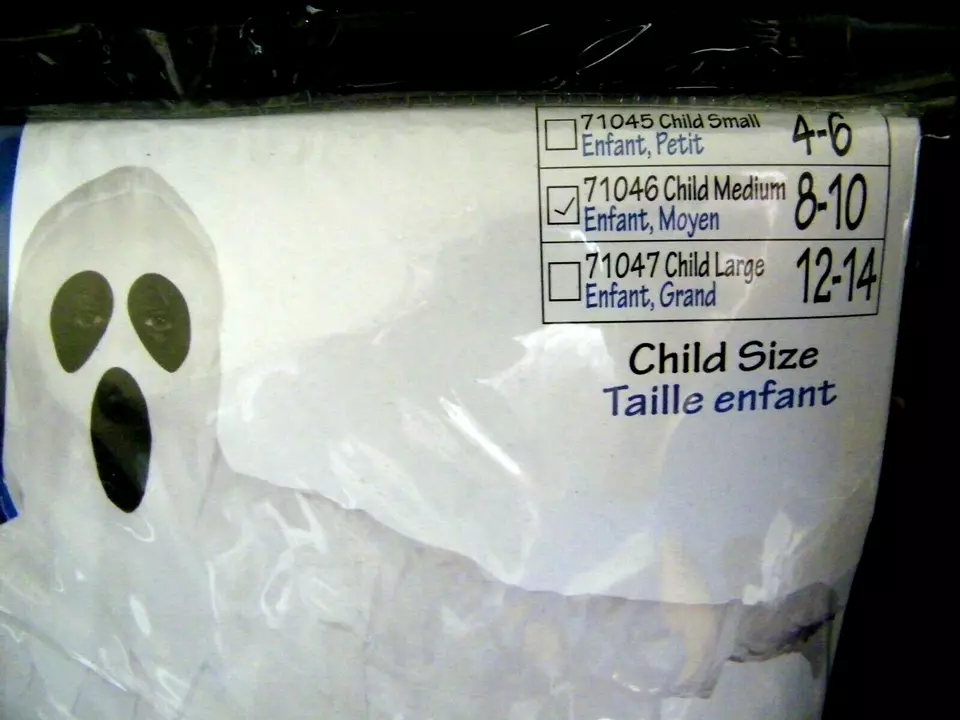 71045 Child Small 4-6
Enfant, Petit
71046 Child Medium 8-10
Enfant, Moyen
71047 Child Large 12-14
Enfant, Grand
Child Size
Taille enfant